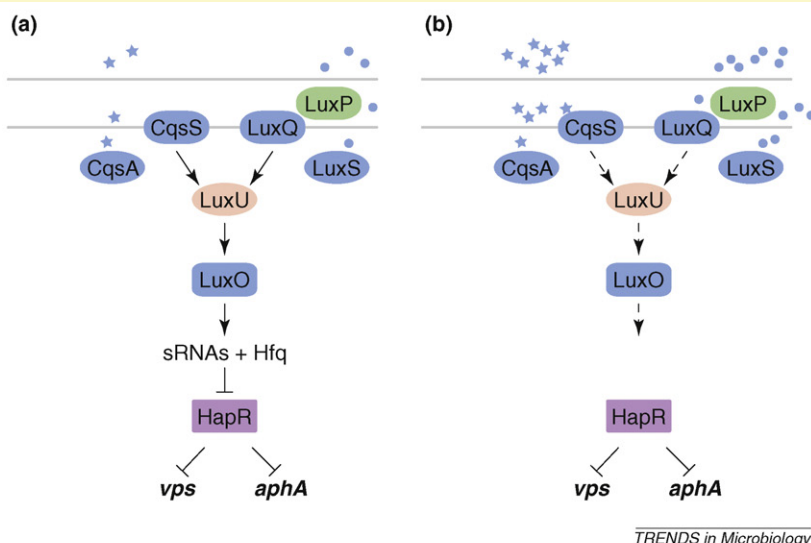 (a)
LuxP
CqsS
LuxQ
CqsA
LuxS
LuxU
LuxO
sRNAs + Hfq
HapR
vps
aphA
(b)
LuxP
CqsS
LuxQ
CqsA
LuxS
LuxU
LuxO
HapR
vps
aphA
TRENDS in Microbiology